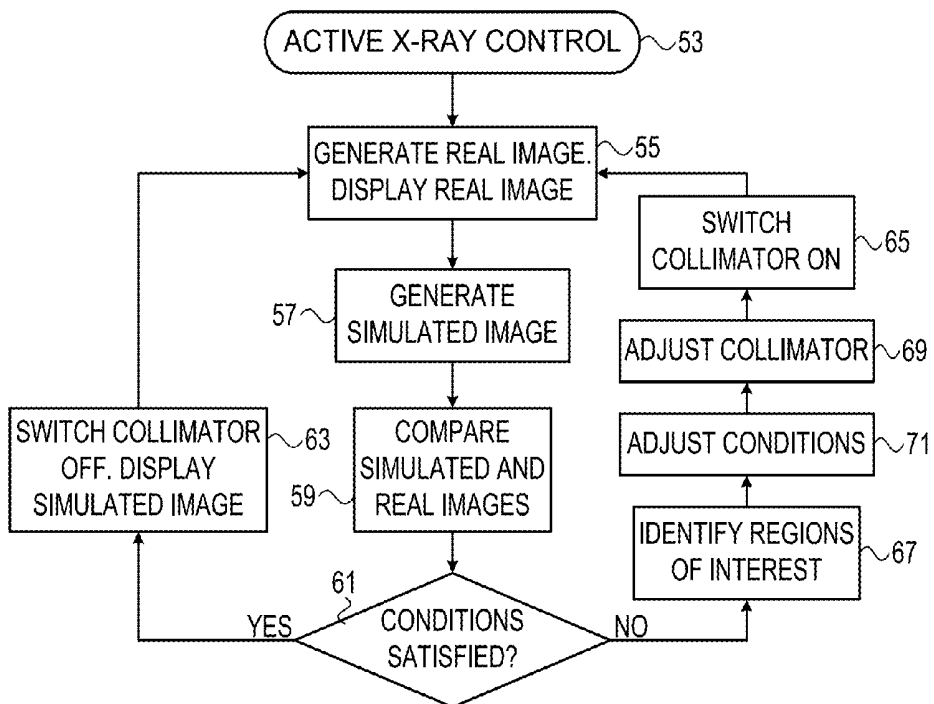 ACTIVE X-RAY CONTROL
53
GENERATE REAL IMAGE.
DISPLAY REAL IMAGE
55
GENERATE
SIMULATED IMAGE
57
COMPARE
SIMULATED AND
REAL IMAGES
59
61
CONDITIONS
SATISFIED?
YES
NO
SWITCH COLLIMATOR
OFF. DISPLAY
SIMULATED IMAGE
63
IDENTIFY REGIONS
OF INTEREST
67
ADJUST CONDITIONS
71
ADJUST COLLIMATOR
69
SWITCH
COLLIMATOR ON
65